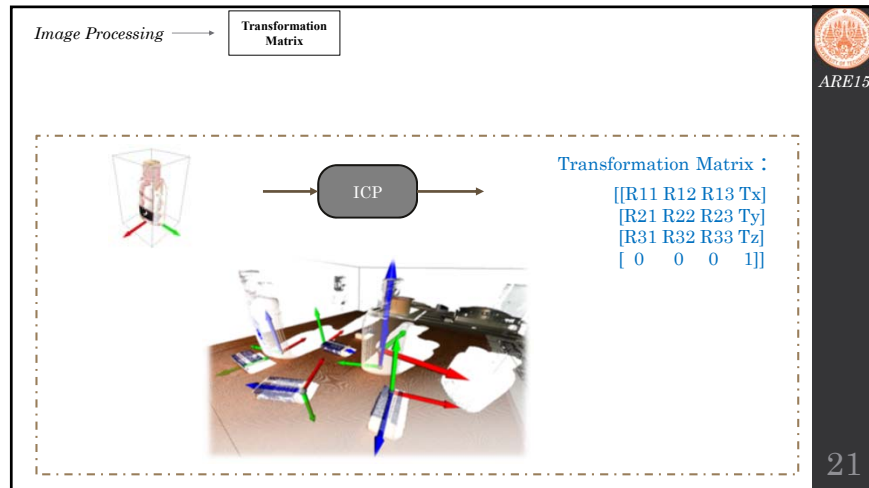 Image Processing
Transformation
Matrix
ARE15
ICP
Transformation Matrix :
[[R11 R12 R13 Tx]
[R21 R22 R23 Ty]
[R31 R32 R33 Tz]
[ 0 0 0 1]]
21